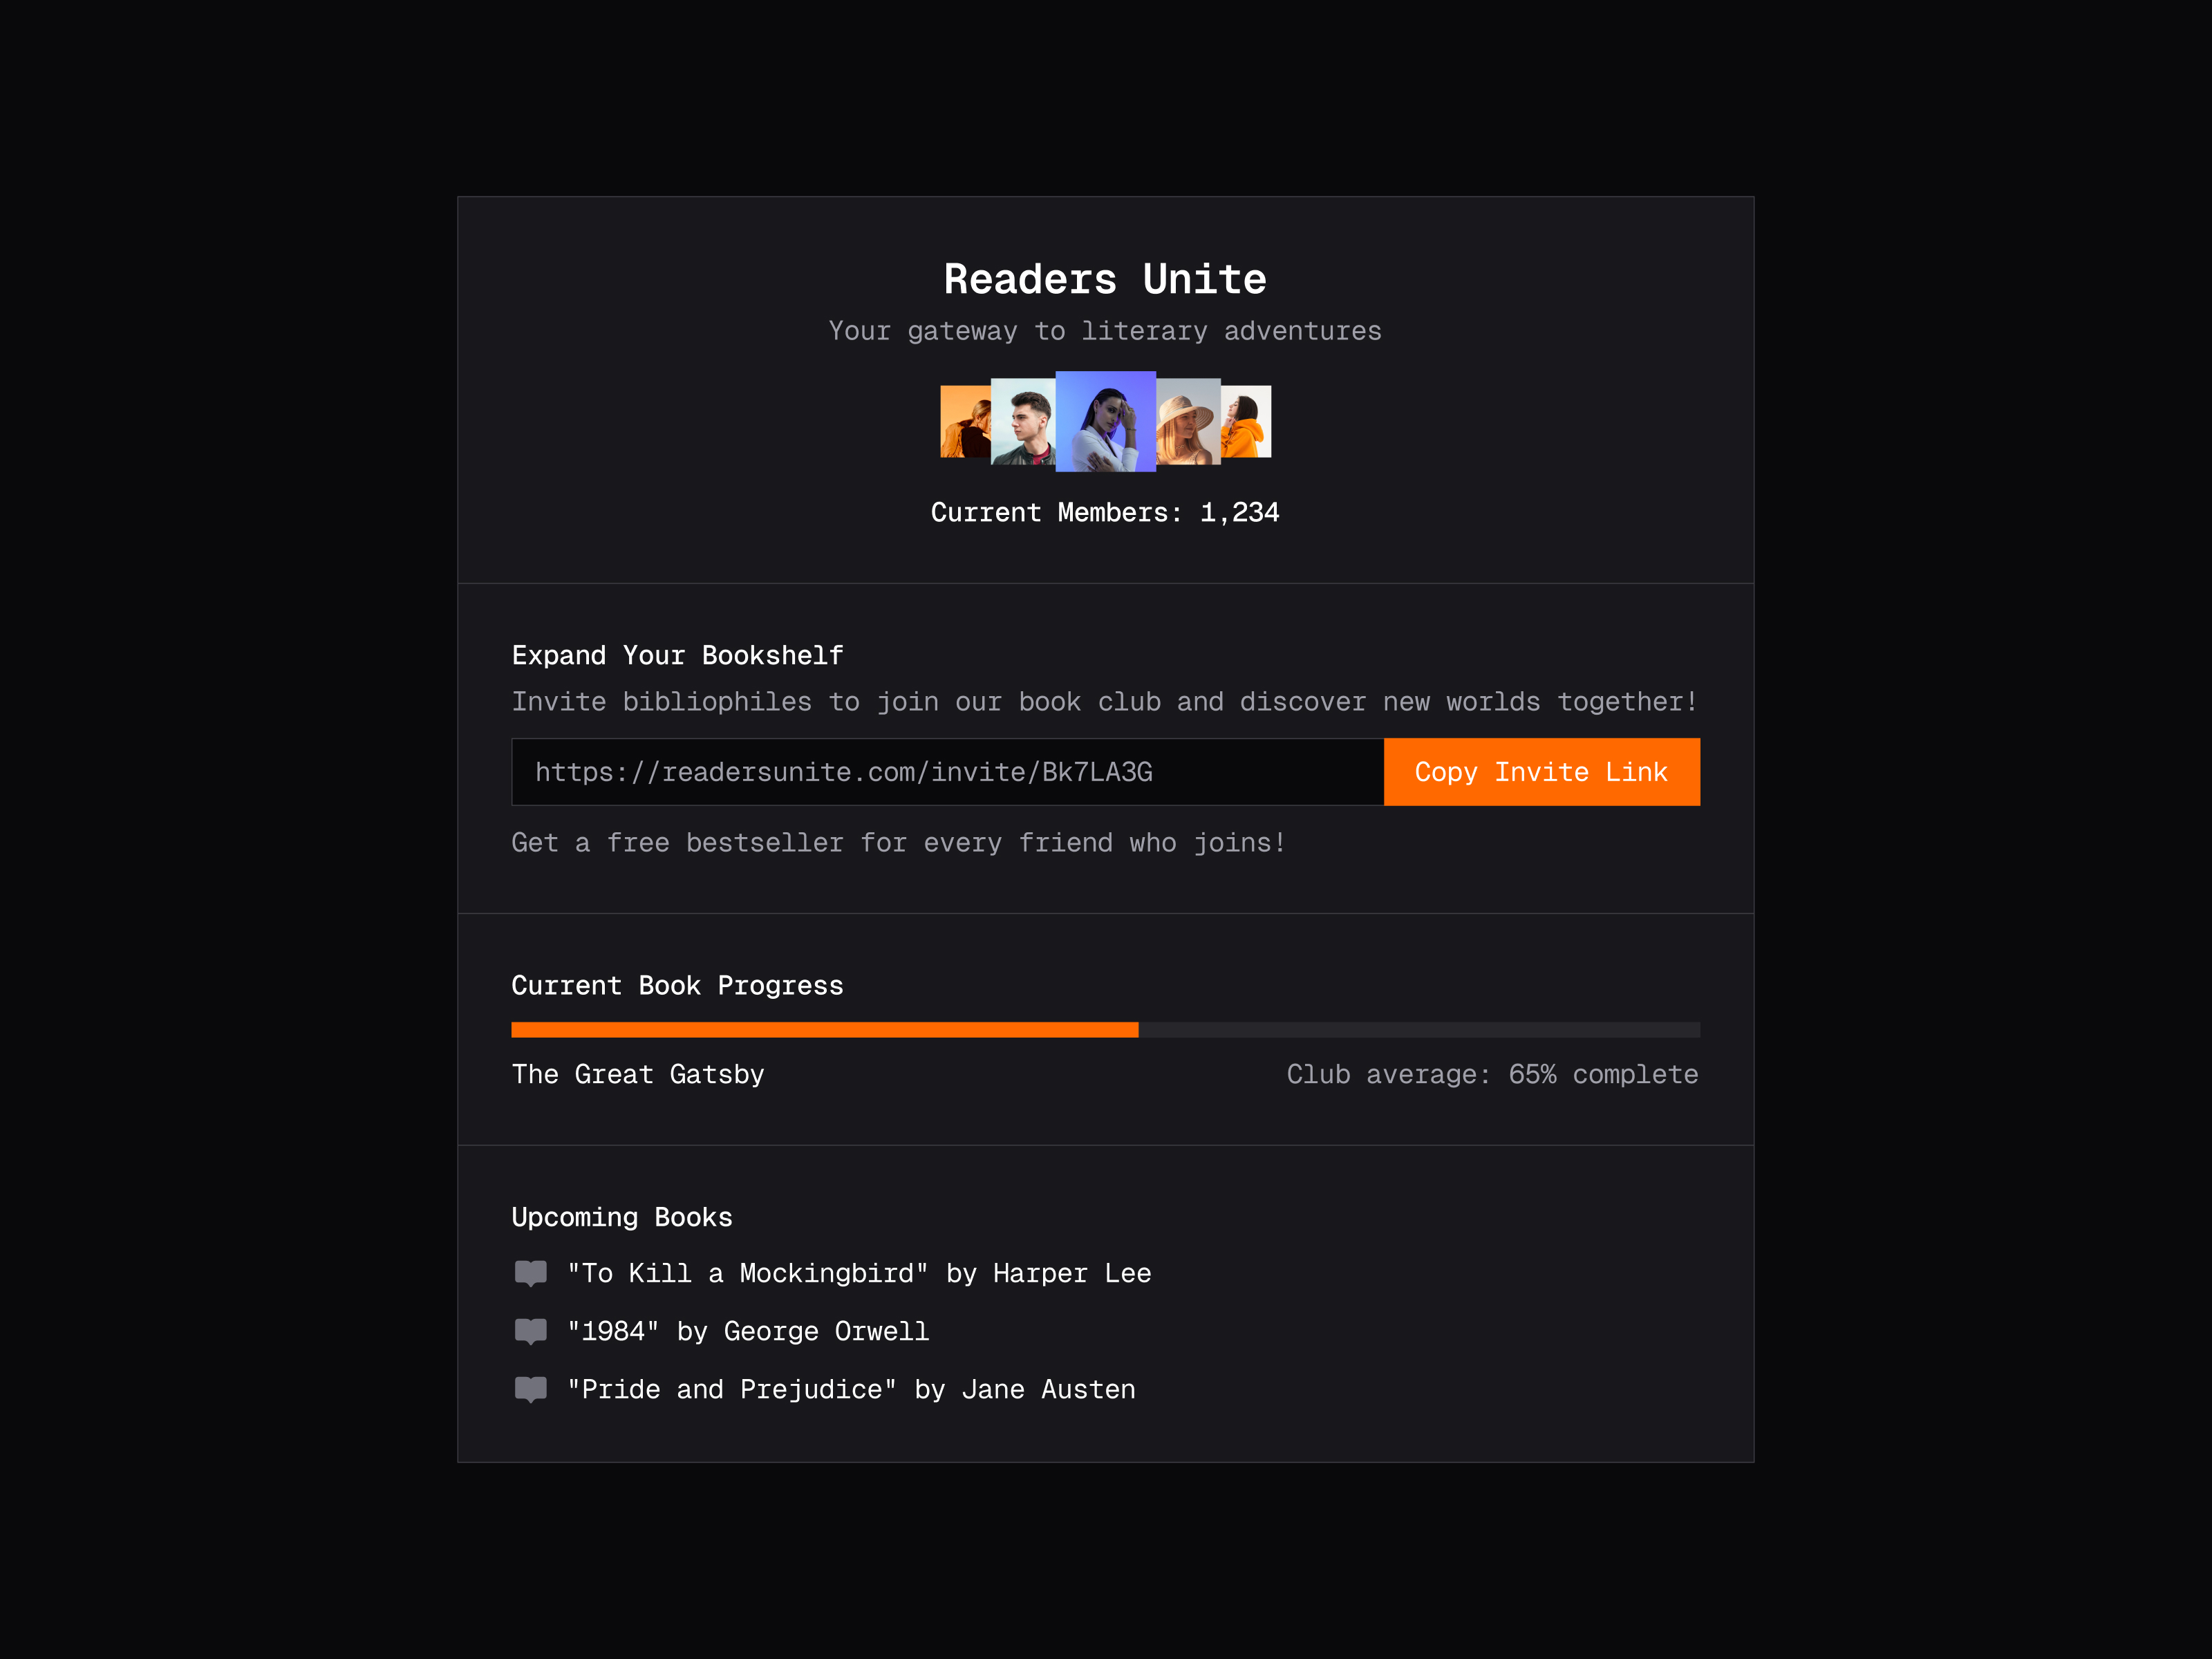 Readers Unite
Your gateway to literary adventures
Current Members: 1,234
Expand Your Bookshelf
Invite bibliophiles to join our book club and discover new worlds together!
https://readersunite.com/invite/Bk7LA3G
Copy Invite Link
Get a free bestseller for every friend who joins!
Current Book Progress
The Great Gatsby
Club average: 65% complete
Upcoming Books
"To Kill a Mockingbird" by Harper Lee
"1984" by George Orwell
"Pride and Prejudice" by Jane Austen